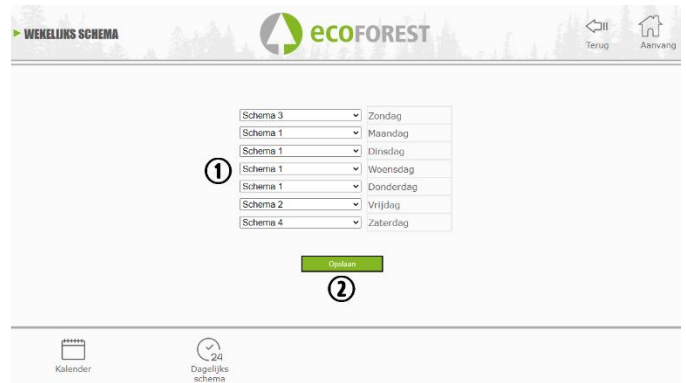 WEKELIJKS SCHEMA
ecoFOREST
Terug
Aanvang
Schema 3 Zondag
Schema 1 Maandag
Schema 1 Dinsdag
1
Schema 1 Woensdag
Schema 1 Donderdag
Schema 2 Vrijdag
Schema 4 Zaterdag
Opslaan
2
Kalender
24
Dagelijks
schema